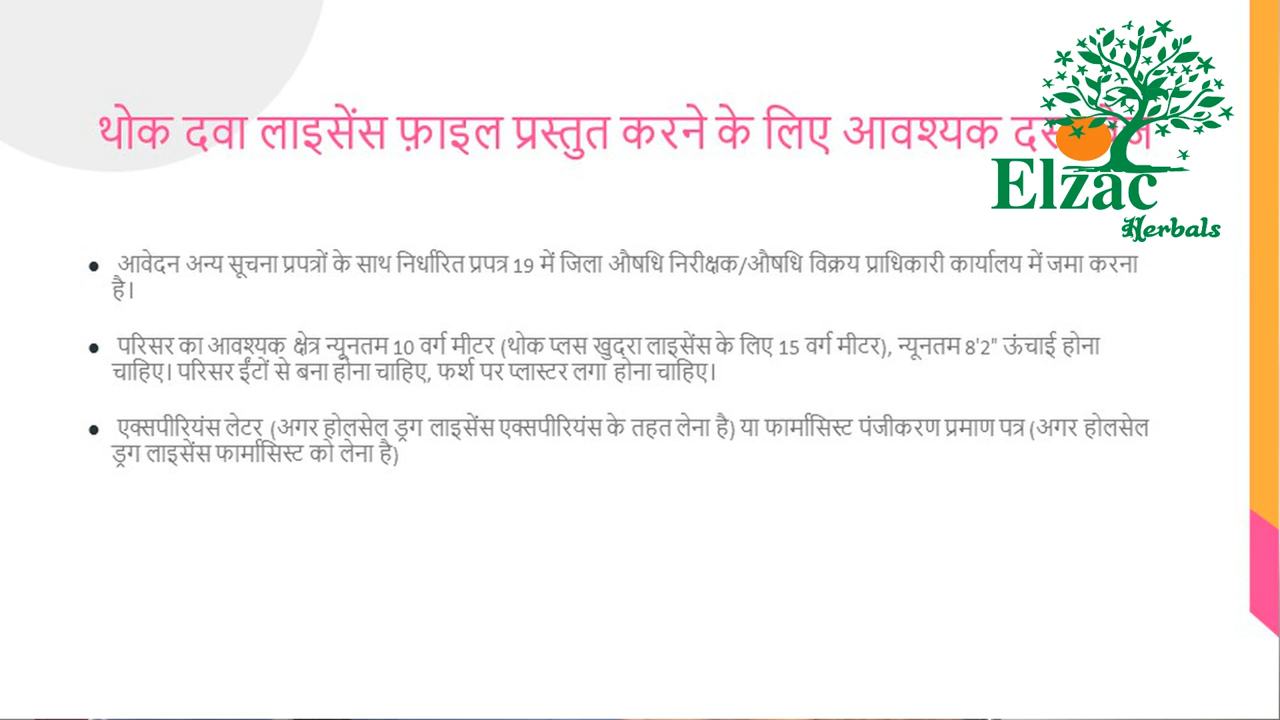 थोक दवा लाइसेंस फ़ाइल प्रस्तुत करने के लिए आवश्यक
Elzac
Herbals
● आवेदन अन्य सूचना प्रपत्रों के साथ निर्धारित प्रपत्र 19 में जिला औषधि निरीक्षक/औषधि विक्रय प्राधिकारी कार्यालय में जमा करना
है।
● परिसर का आवश्यक क्षेत्र न्यूनतम 10 वर्ग मीटर (थोक प्लस खुदरा लाइसेंस के लिए 15 वर्ग मीटर), न्यूनतम 8'2" ऊंचाई होना
चाहिए। परिसर ईंटों से बना होना चाहिए, फर्श पर प्लास्टर लगा होना चाहिए।
● एक्सपीरियंस लेटर (अगर होलसेल ड्रग लाइसेंस एक्सपीरियंस के तहत लेना है) या फार्मासिस्ट पंजीकरण प्रमाण पत्र (अगर होलसेल
ड्रग लाइसेंस फार्मासिस्ट को लेना है)